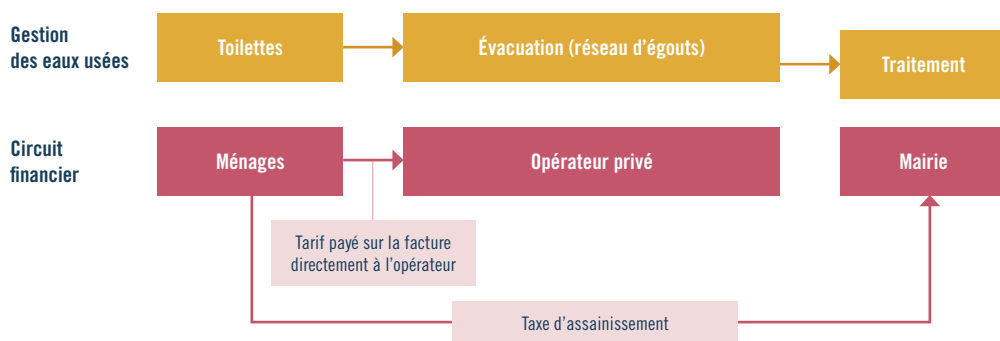 Gestion
des eaux usées
Toilettes
Évacuation (réseau d’égouts)
Traitement
Circuit
financier
Ménages
Opérateur privé
Mairie
Tarif payé sur la facture
directement à l’opérateur
Taxe d’assainissement